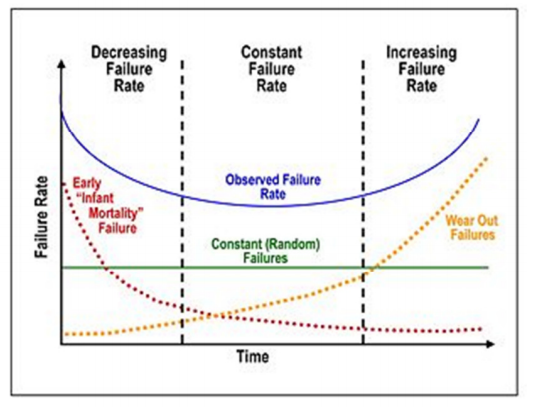 Decreasing
Failure
Rate
Constant
Failure
Rate
Increasing
Failure
Rate
Failure Rate
Early
"Infant
Mortality"
Failure
Observed Failure
Rate
Constant (Random)
Failures
Wear Out
Failures
Time